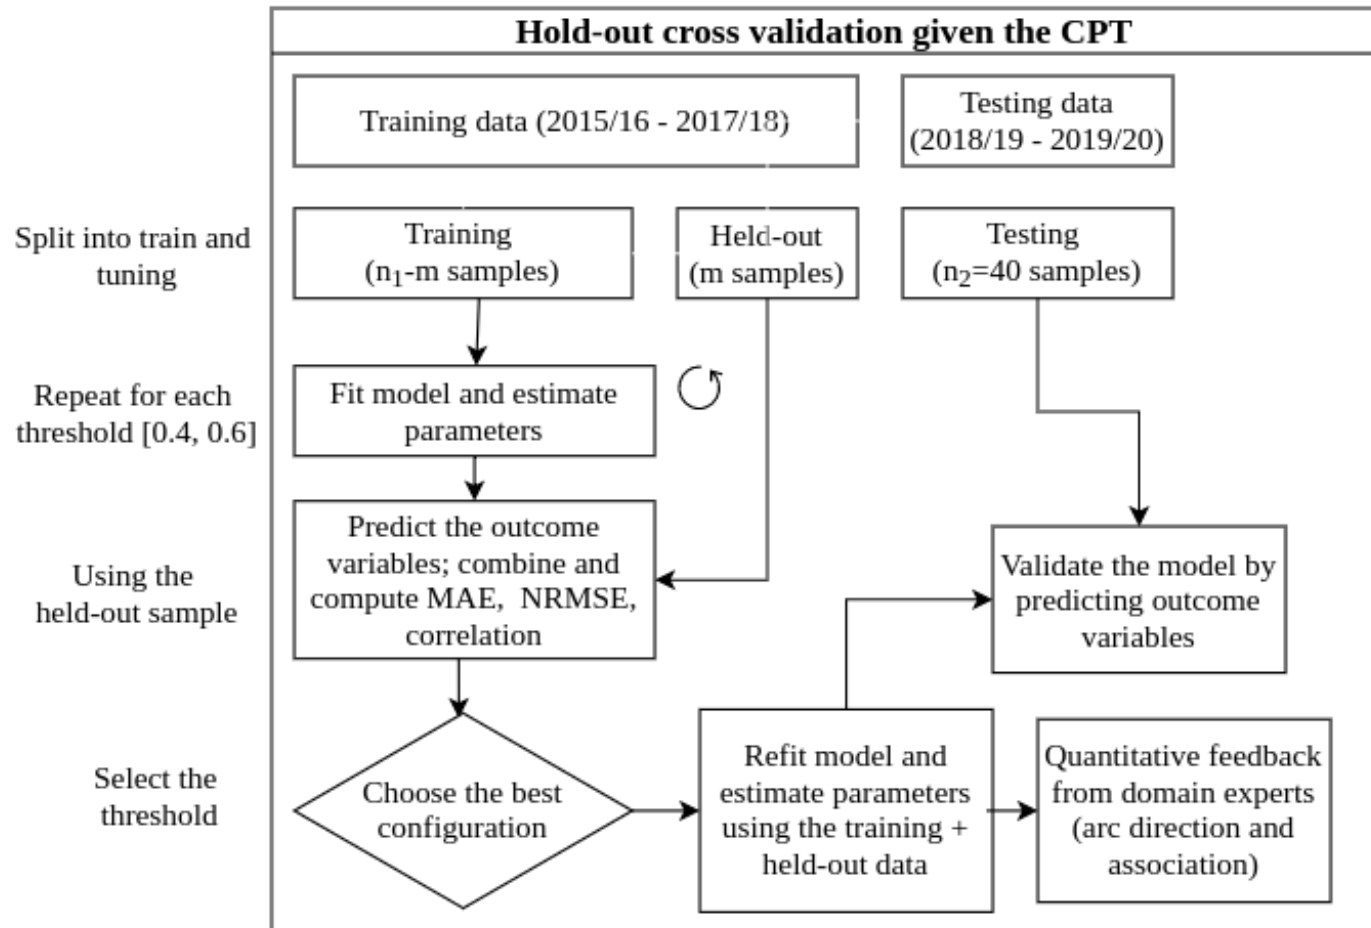 Hold-out cross validation given the CPT
Training data (2015/16 - 2017/18)
Testing data
(2018/19 - 2019/20)
Split into train and
tuning
Training
(n₁-m samples)
Held-out
(m samples)
Testing
(n₂=40 samples)
Repeat for each
threshold [0.4, 0.6]
Fit model and estimate
parameters
Using the
held-out sample
Predict the outcome
variables; combine and
compute MAE, NRMSE,
correlation
Validate the model by
predicting outcome
variables
Select the
threshold
Choose the best
configuration
Refit model and
estimate parameters
using the training +
held-out data
Quantitative feedback
from domain experts
(arc direction and
association)